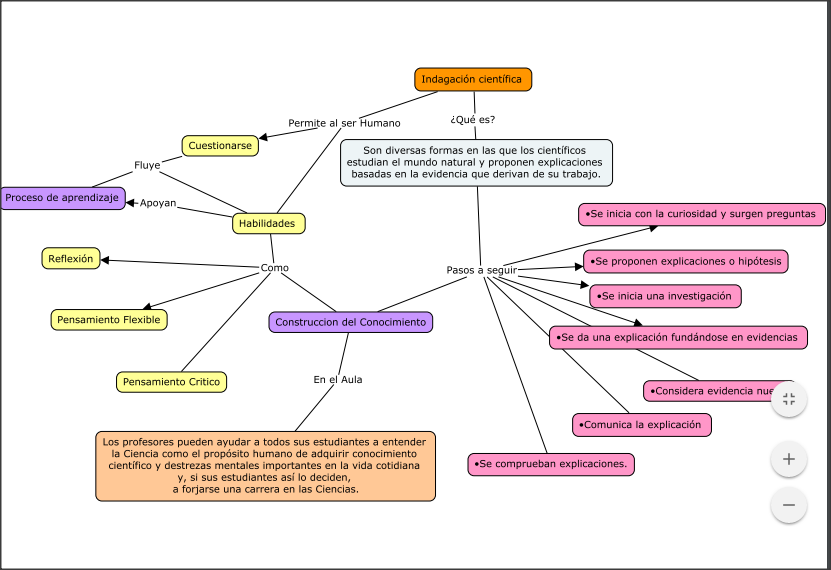 Indagación científica
Permite al ser Humano
¿Qué es?
Cuestionarse
Son diversas formas en las que los científicos
estudian el mundo natural y proponen explicaciones
basadas en la evidencia que derivan de su trabajo.
Fluye
Proceso de aprendizaje
Apoyan
Habilidades
•Se inicia con la curiosidad y surgen preguntas
Reflexión
Como
Pasos a seguir
•Se proponen explicaciones o hipótesis
•Se inicia una investigación
Pensamiento Flexible
Construccion del Conocimiento
•Se da una explicación fundándose en evidencias
Pensamiento Critico
En el Aula
•Considera evidencia
•Comunica la explicación
Los profesores pueden ayudar a todos sus estudiantes a entender
la Ciencia como el propósito humano de adquirir conocimiento
científico y destrezas mentales importantes en la vida cotidiana
y, si sus estudiantes así lo deciden,
a forjarse una carrera en las Ciencias.
•Se comprueban explicaciones.